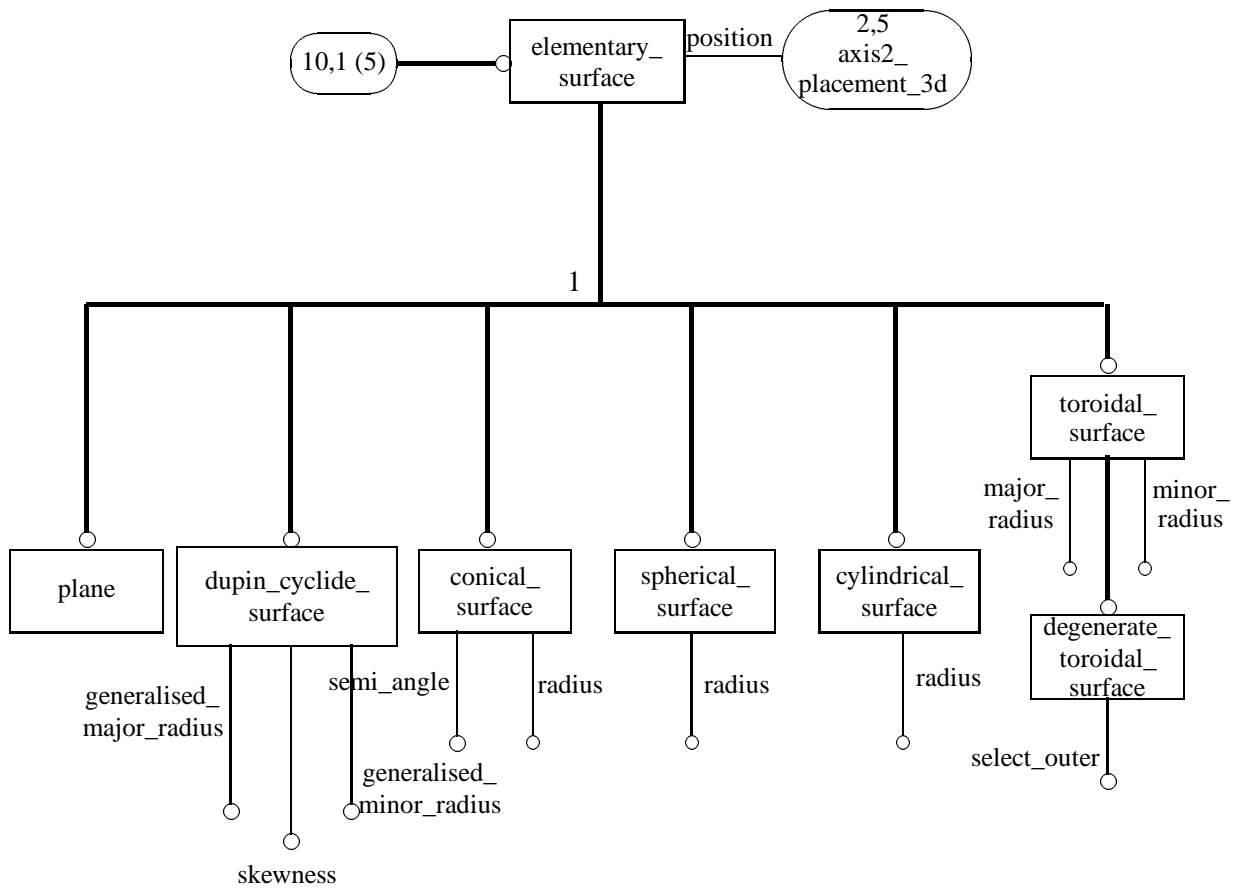 10,1 (5)
elementary_
surface
position
2,5
axis2_
placement_3d
1
toroidal_
surface
major_
radius
minor_
radius
plane
dupin_cyclide_
surface
conical_
surface
spherical_
surface
cylindrical_
surface
degenerate_
toroidal_
surface
generalised_
major_radius
semi_angle
radius
radius
radius
select_outer
generalised_
minor_radius
skewness